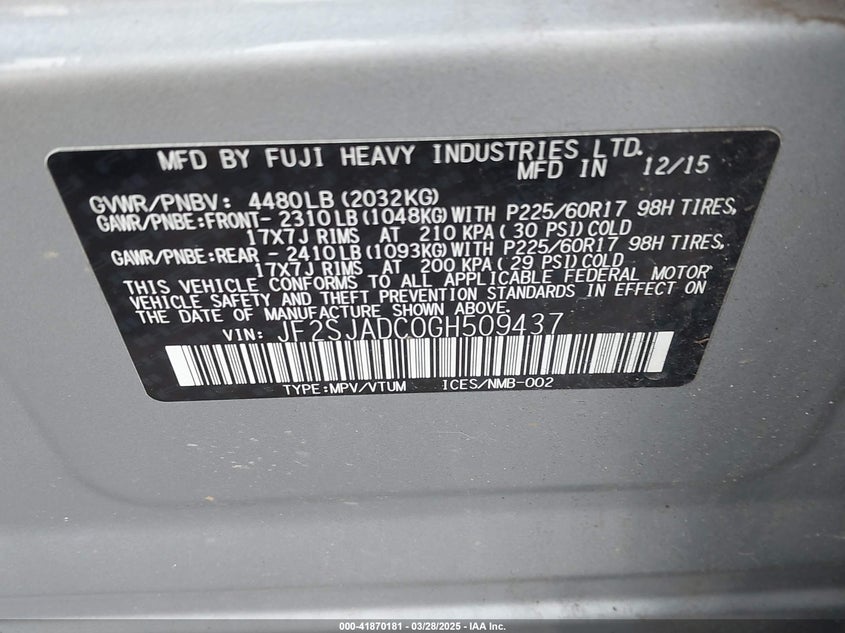 MFD BY FUJI HEAVY INDUSTRIES LTD.
MFD IN 12/15
GVWR/PNBV: 4480LB (2032KG)
GAWR/PNBE:FRONT- 2310LB (1048KG) WITH P225/60R17 98H TIRES,
17X7J RIMS AT 210 KPA (30 PSI) COLD
GAWR/PNBE:REAR - 2410LB (1093KG) WITH P225/60R17 98H TIRES,
17X7J RIMS AT 200 KPA (29 PSI) COLD
THIS VEHICLE CONFORMS TO ALL APPLICABLE FEDERAL MOTOR
VEHICLE SAFETY AND THEFT PREVENTION STANDARDS IN EFFECT ON
THE DATE OF MANUFACTURE SHOWN ABOVE.
VIN: JF2SJADC0GH509437
TYPE:MPV/VTUM ICES/NMB-002
000-41870181 - 03/28/2025 - IAA Inc.